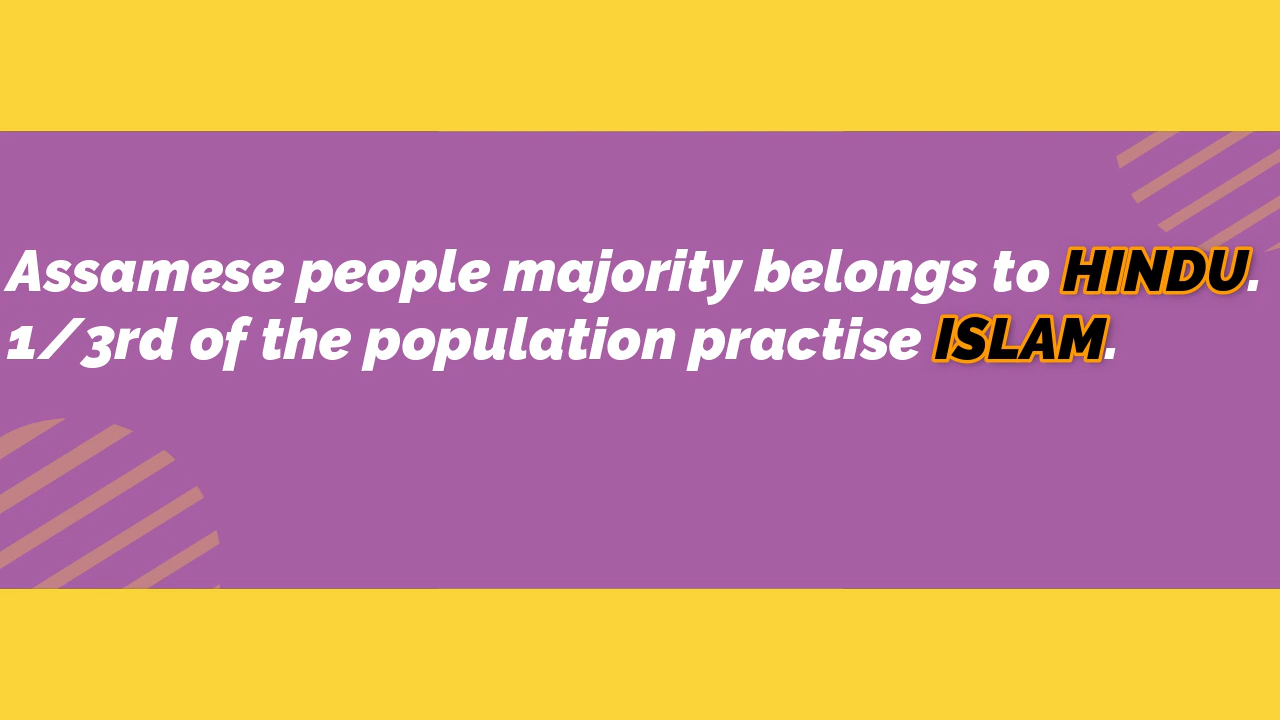 Assamese people majority belongs to HINDU.
1/3rd of the population practise ISLAM.